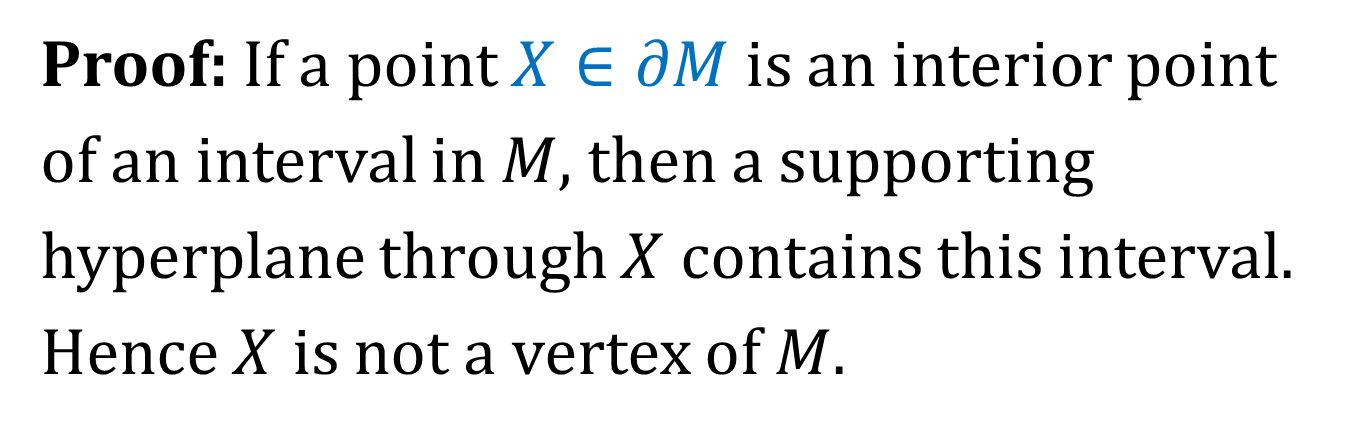 Proof: If a point X ∈ ∂M is an interior point
of an interval in M, then a supporting
hyperplane through X contains this interval.
Hence X is not a vertex of M.